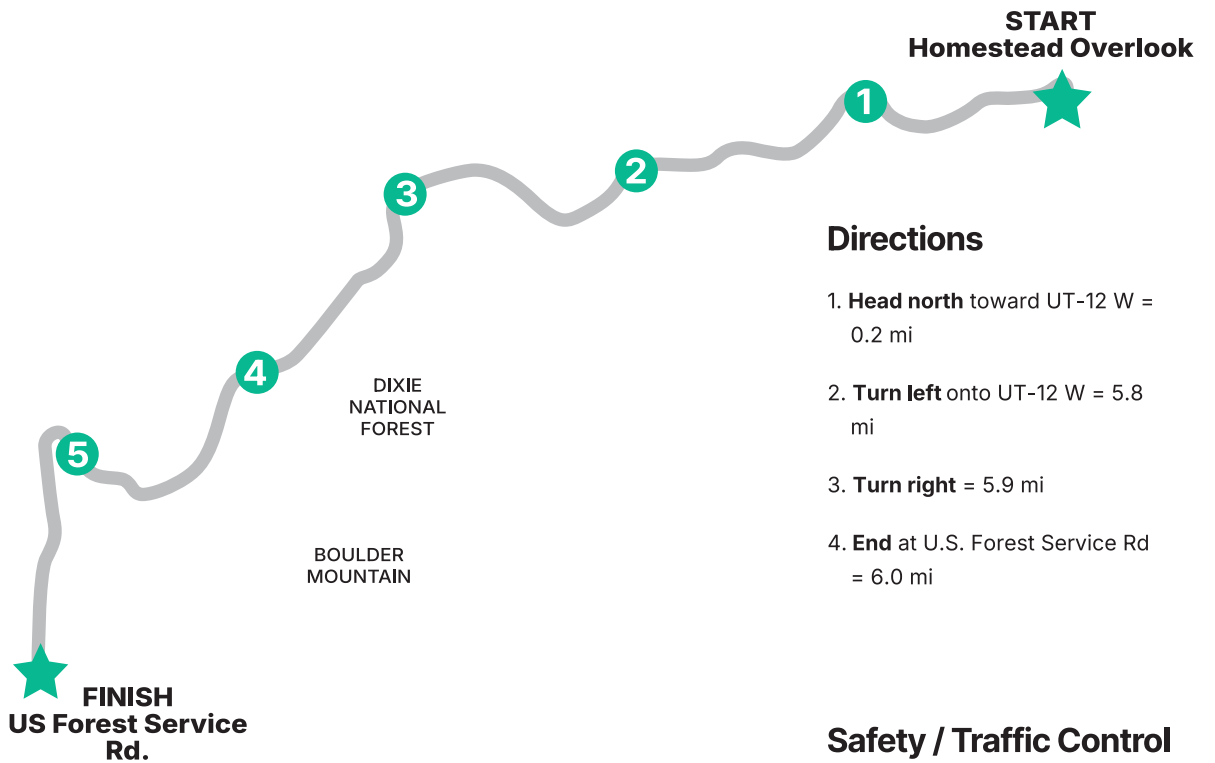 START
Homestead Overlook
1
2
3
4
5
DIXIE
NATIONAL
FOREST
BOULDER
MOUNTAIN
FINISH
US Forest Service
Rd.
Directions
1. Head north toward UT-12 W =
0.2 mi
2. Turn left onto UT-12 W = 5.8
mi
3. Turn right = 5.9 mi
4. End at U.S. Forest Service Rd
= 6.0 mi
Safety / Traffic Control